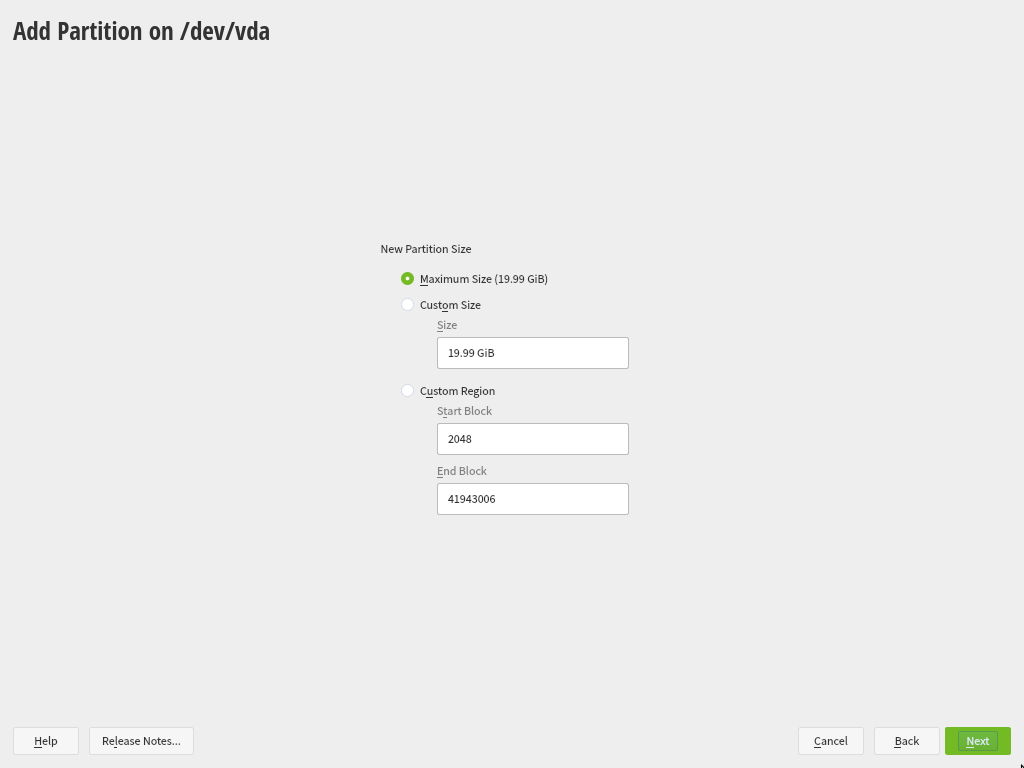 Add Partition on /dev/vda
New Partition Size
Maximum Size (19.99 GiB)
Custom Size
Size
19.99 GiB
Custom Region
Start Block
2048
End Block
41943006
Help
Release Notes...
Cancel
Back
Next